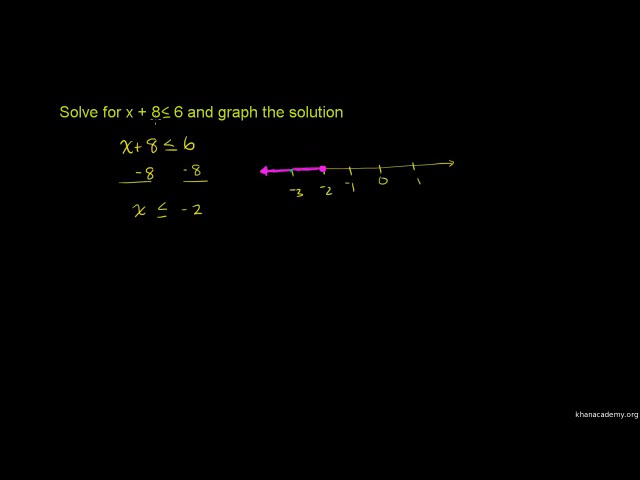 Solve for x + 8≤ 6 and graph the solution
x+ 8 ≤ 6
-8 -8
x ≤ -2
-3 -2 -1 0 1
khanacademy.org